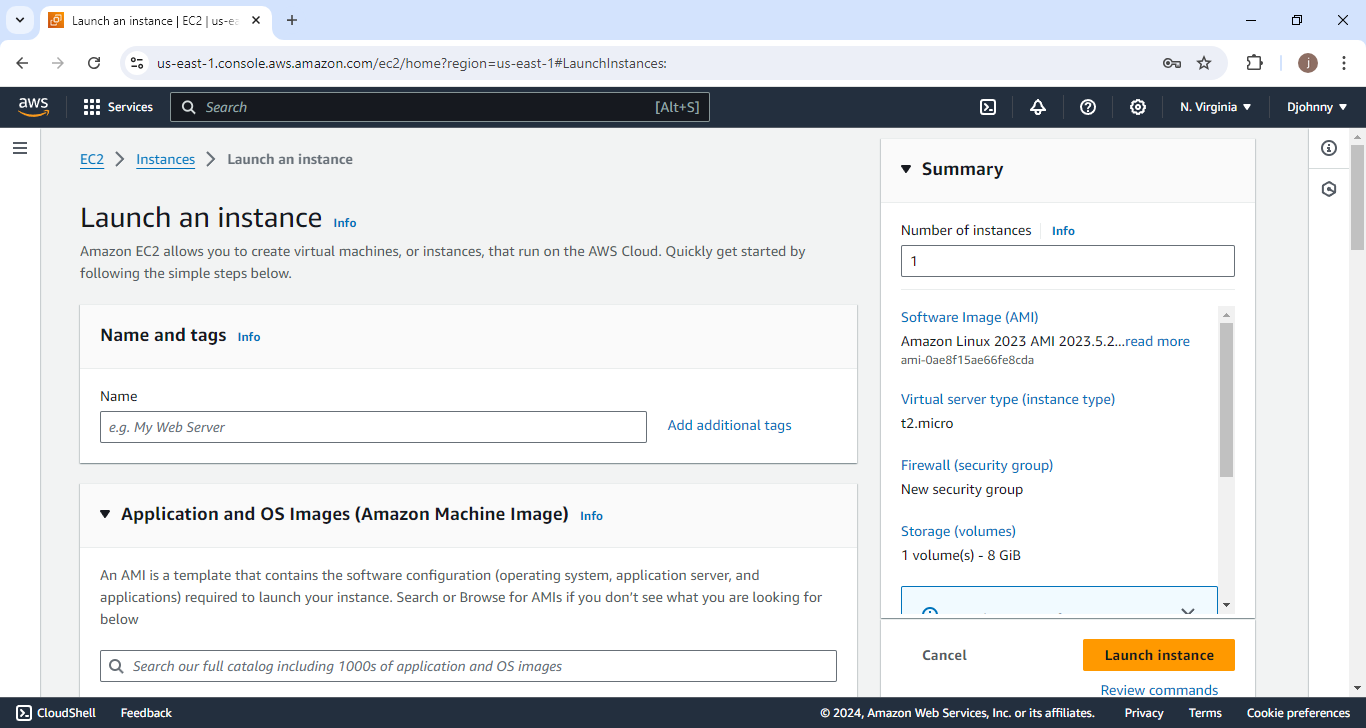 Launch an instance | EC2 | us-ea
us-east-1.console.aws.amazon.com/ec2/home?region=us-east-1#LaunchInstances:
j
aws
Services
Search
[Alt+S]
N. Virginia
Djohnny
EC2
Instances
Launch an instance
Launch an instance Info
Amazon EC2 allows you to create virtual machines, or instances, that run on the AWS Cloud. Quickly get started by
following the simple steps below.
Name and tags Info
Name
e.g. My Web Server
Add additional tags
Application and OS Images (Amazon Machine Image) Info
An AMI is a template that contains the software configuration (operating system, application server, and
applications) required to launch your instance. Search or Browse for AMIs if you don't see what you are looking for
below
Search our full catalog including 1000s of application and OS images
Summary
Number of instances Info
1
Software Image (AMI)
Amazon Linux 2023 AMI 2023.5.2...read more
ami-0ae8f15ae66fe8cda
Virtual server type (instance type)
t2.micro
Firewall (security group)
New security group
Storage (volumes)
1 volume(s) - 8 GiB
Cancel
Launch instance
Review commands
CloudShell
Feedback
© 2024, Amazon Web Services, Inc. or its affiliates.
Privacy
Terms
Cookie preferences